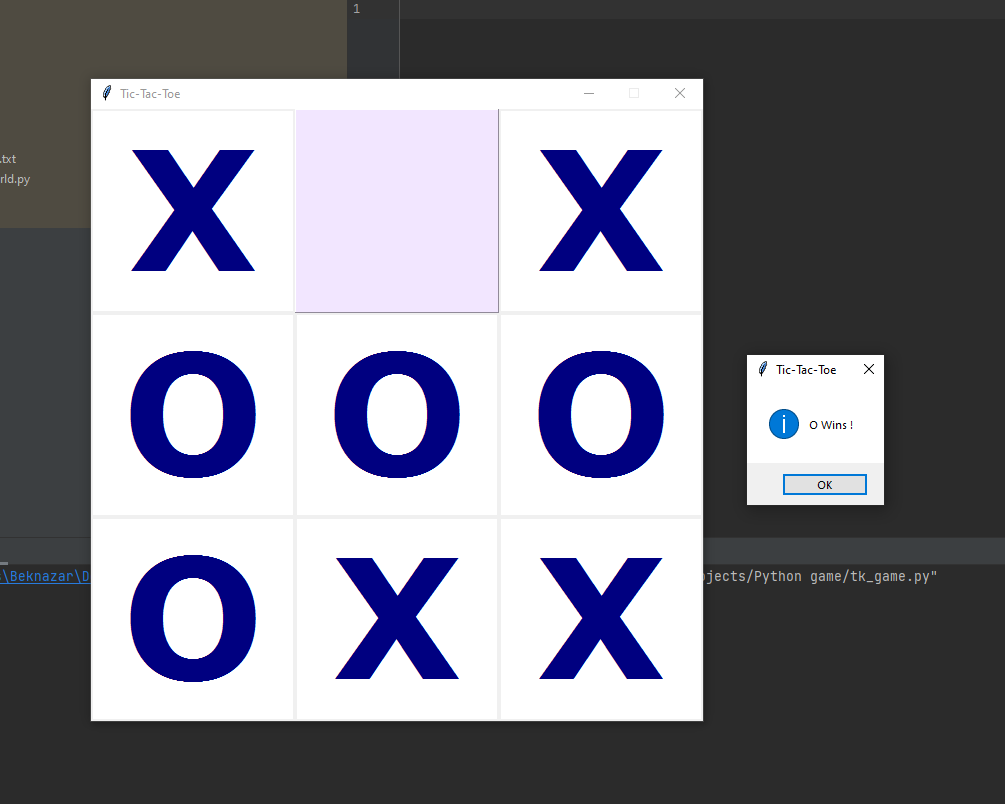 1
Tic-Tac-Toe
.txt
rld.py
X X
O O O
Tic-Tac-Toe
O Wins !
OK
O X X
\Beknazar\D
jects/Python game/tk_game.py"